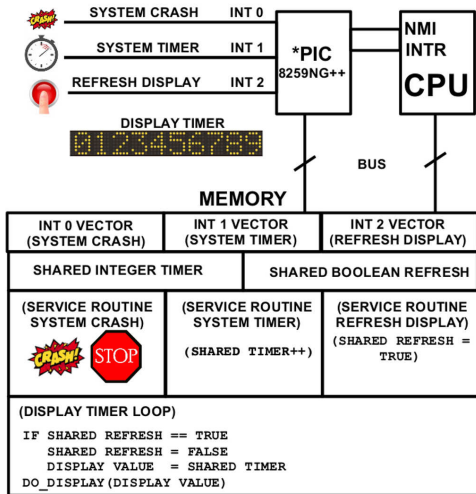 CRASH! SYSTEM CRASH INT 0
SYSTEM TIMER INT 1
REFRESH DISPLAY INT 2
*PIC
8259NG++
NMI
INTR
CPU
DISPLAY TIMER
0123456789
BUS
MEMORY
INT 0 VECTOR
(SYSTEM CRASH)
INT 1 VECTOR
(SYSTEM TIMER)
INT 2 VECTOR
(REFRESH DISPLAY)
SHARED INTEGER TIMER
SHARED BOOLEAN REFRESH
(SERVICE ROUTINE
SYSTEM CRASH)
CRASH! STOP
(SERVICE ROUTINE
SYSTEM TIMER)
(SHARED TIMER++)
(SERVICE ROUTINE
REFRESH DISPLAY)
(SHARED REFRESH =
TRUE)
(DISPLAY TIMER LOOP)
IF SHARED REFRESH == TRUE
SHARED REFRESH = FALSE
DISPLAY VALUE = SHARED TIMER
DO_DISPLAY(DISPLAY VALUE)